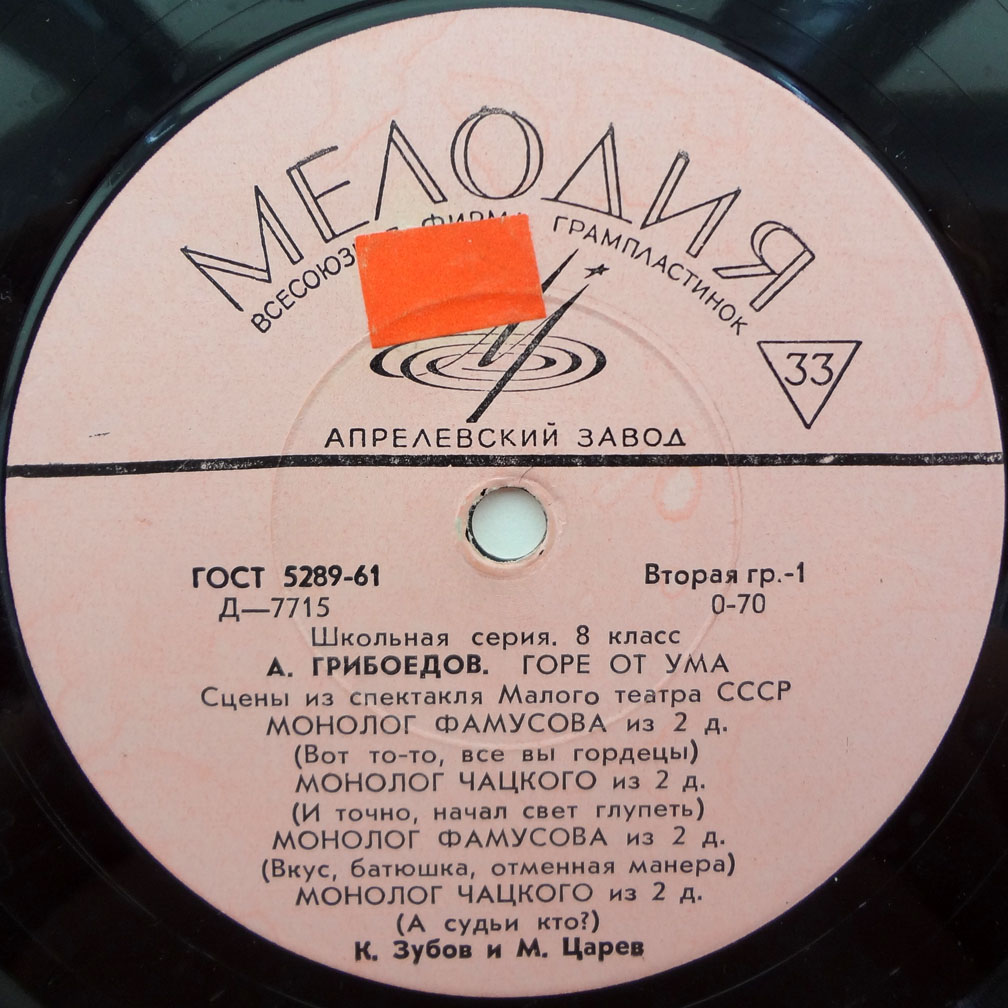 МЕЛОДИЯ
ГРАМПЛАСТИНОК
33
АПРЕЛЕВСКИЙ ЗАВОД
ГОСТ 5289-61 Вторая гр.-1
Д—7715 0-70
Школьная серия. 8 класс
А. ГРИБОЕДОВ. ГОРЕ ОТ УМА
Сцены из спектакля Малого театра СССР
МОНОЛОГ ФАМУСОВА из 2 д.
(Вот то-то, все вы гордецы)
МОНОЛОГ ЧАЦКОГО из 2 д.
(И точно, начал свет глупеть)
МОНОЛОГ ФАМУСОВА из 2 д.
(Вкус, батюшка, отменная манера)
МОНОЛОГ ЧАЦКОГО из 2 д.
(А судьи кто?)
К. Зубов и М. Царев